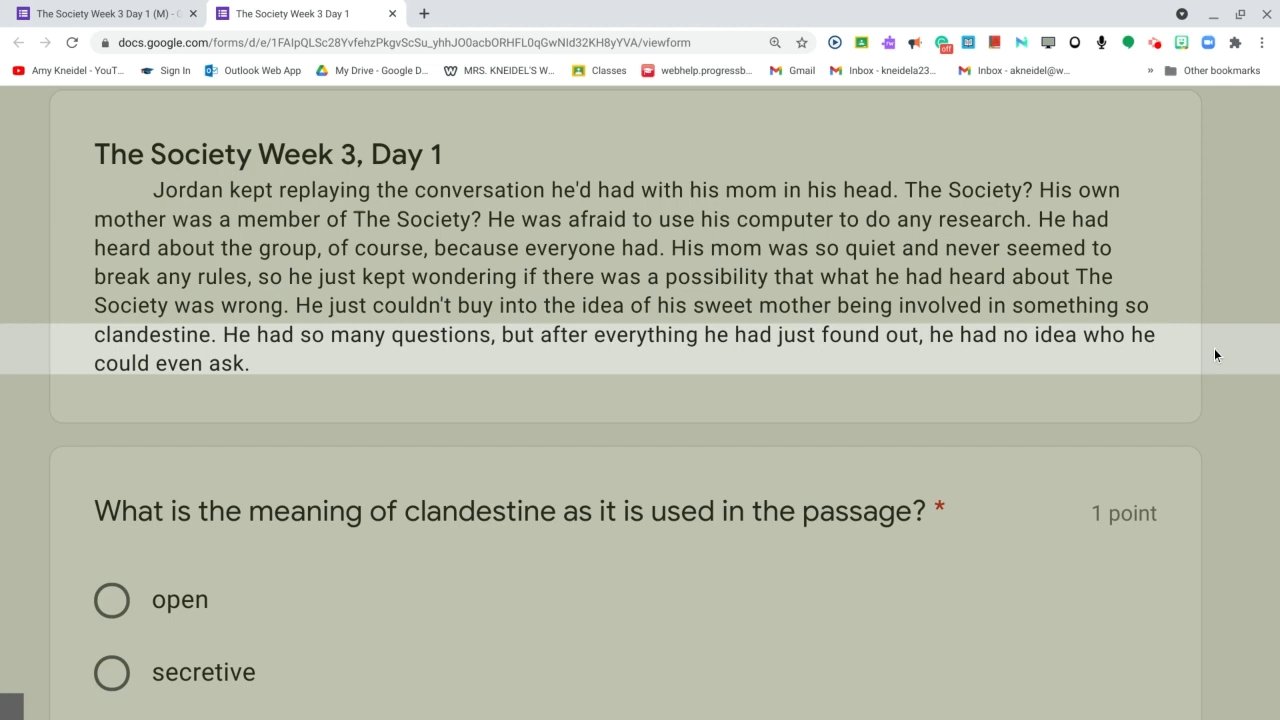 The Society Week 3 Day 1 (M) -
The Society Week 3 Day 1
docs.google.com/forms/d/e/
/viewform
Amy Kneidel - YouT...
Sign In
Outlook Web App
My Drive - Google D...
MRS. KNEIDEL'S W...
Classes
webhelp.progressb...
Gmail
Inbox - kneidela23...
Inbox - akneidel@w...
»
Other bookmarks
off
The Society Week 3, Day 1
Jordan kept replaying the conversation he'd had with his mom in his head. The Society? His own
mother was a member of The Society? He was afraid to use his computer to do any research. He had
heard about the group, of course, because everyone had. His mom was so quiet and never seemed to
break any rules, so he just kept wondering if there was a possibility that what he had heard about The
Society was wrong. He just couldn't buy into the idea of his sweet mother being involved in something so
clandestine. He had so many questions, but after everything he had just found out, he had no idea who he
could even ask.
What is the meaning of clandestine as it is used in the passage? *
1 point
open
secretive